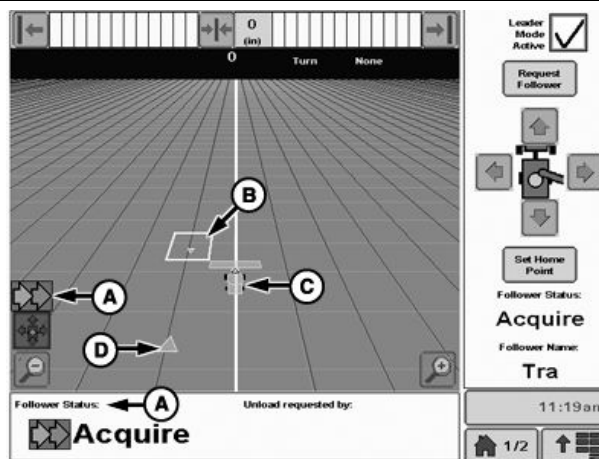 0
(in)
0 Turn None
B
A
C
D
Follower Status: A Unload requested by:
Acquire
Leader
Mode
Active
Request
Follower
Set Home
Point
Follower Status:
Acquire
Follower Name:
Tra
11:19am
1/2